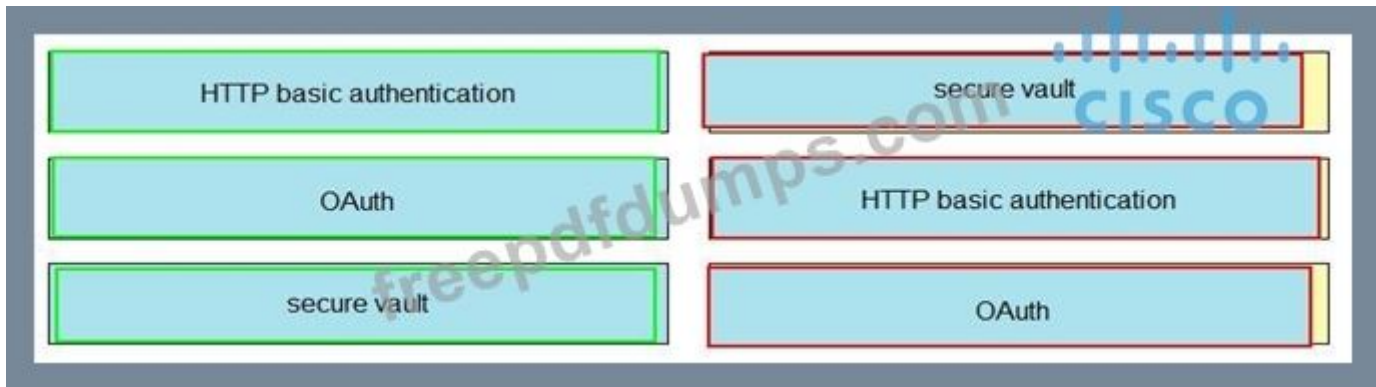 HTTP basic authentication
secure vault
CISCO
OAuth
HTTP basic authentication
secure vault
OAuth
freepdfdumps.com